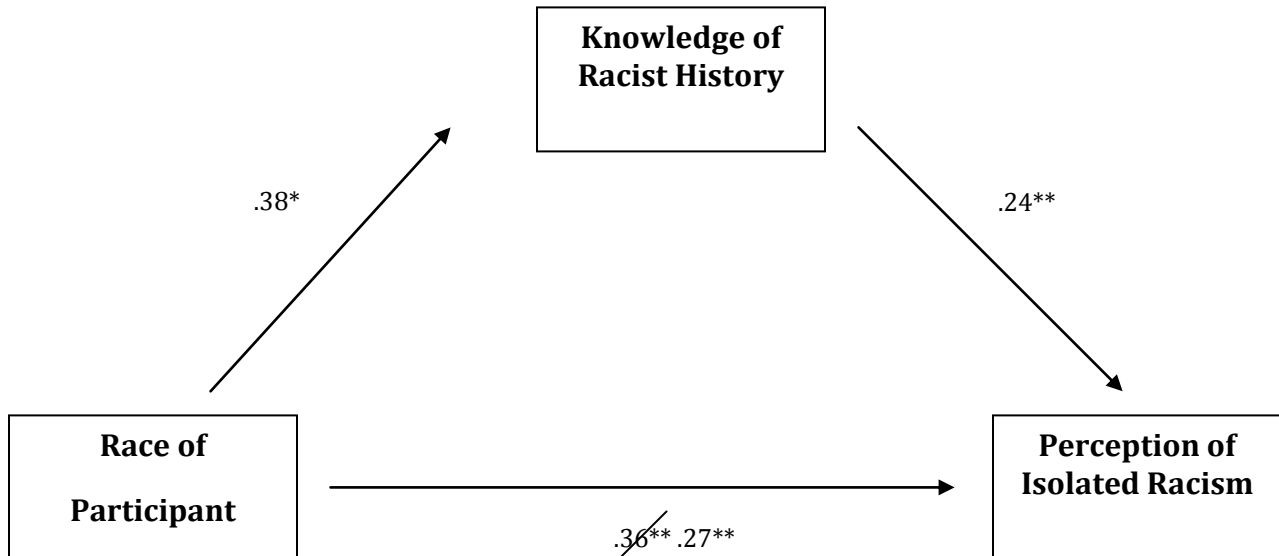 Knowledge of
Racist History
.38*
.24**
Race of
Participant
Perception of
Isolated Racism
.36** .27**